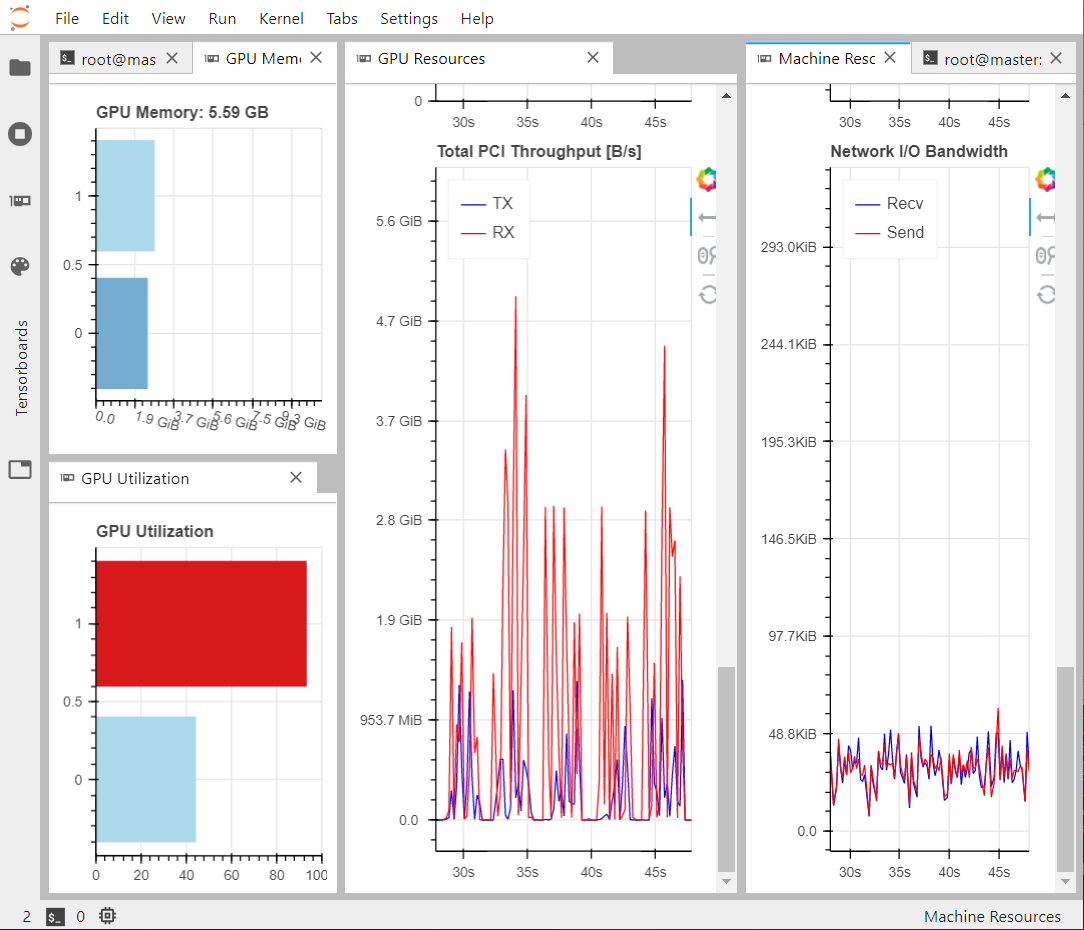 File Edit View Run Kernel Tabs Settings Help
root@mas
GPU Mem
GPU Resources
Machine Resc
root@master:
Tensorboards
GPU Memory: 5.59 GB
1
0.5
0
0.0 1.9 GiB 3.7 GiB 5.6 GiB 7.5 GiB 9.3 GiB
GPU Utilization
GPU Utilization
1
0.5
0
0 20 40 60 80 100
0
30s 35s 40s 45s
Total PCI Throughput [B/s]
TX
RX
5.6 GiB
4.7 GiB
3.7 GiB
2.8 GiB
1.9 GiB
953.7 MiB
0.0
30s 35s 40s 45s
0
30s 35s 40s 45s
Network I/O Bandwidth
Recv
Send
293.0KiB
244.1KiB
195.3KiB
146.5KiB
97.7KiB
48.8KiB
0.0
30s 35s 40s 45s
2 $_ 0
Machine Resources